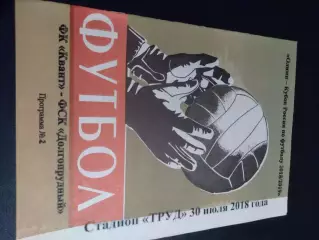 ФК «Квант» - ФСК «Долгопрудный»
Программа № 2
ФУТБОЛ
«Олимп – Кубок России по футболу 2018/2019»
Стадион «ТРУД» 30 июля 2018 года